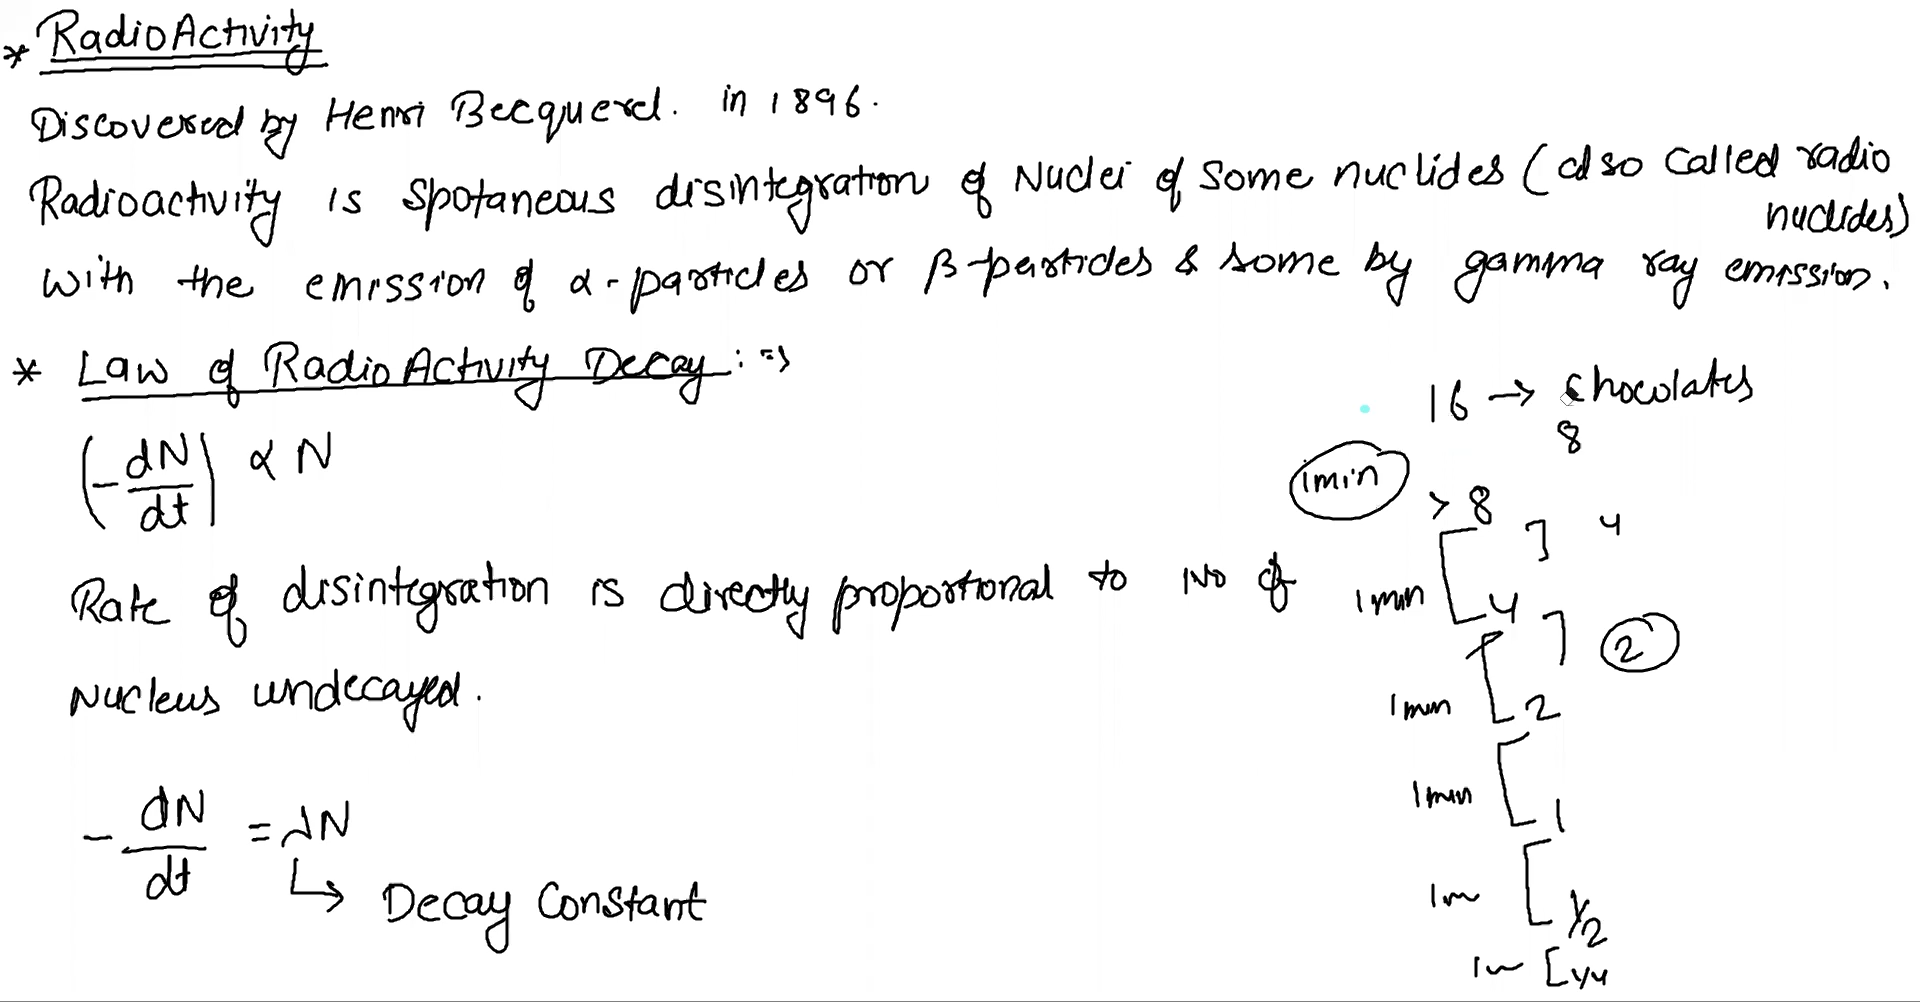 * RadioActivity
Discovered by Henri Becquerel. in 1896.
Radioactivity is Spotaneous disintegration of Nuclei of some nuclides (also called radio
nuclides)
with the emission of α-particles or β-particles & some by gamma ray emission.
* Law of RadioActivity Decay :=>
(-dN/dt) α N
Rate of disintegration is directly proportional to No of
Nucleus undecayed.
-dN/dt = λN
↳ Decay Constant
16 → chocolates
8
1min
> 8
] 4
1min [ 4
] 2
1min [ 2
1min [ 1
1m [ 1/2
1m [ 1/4